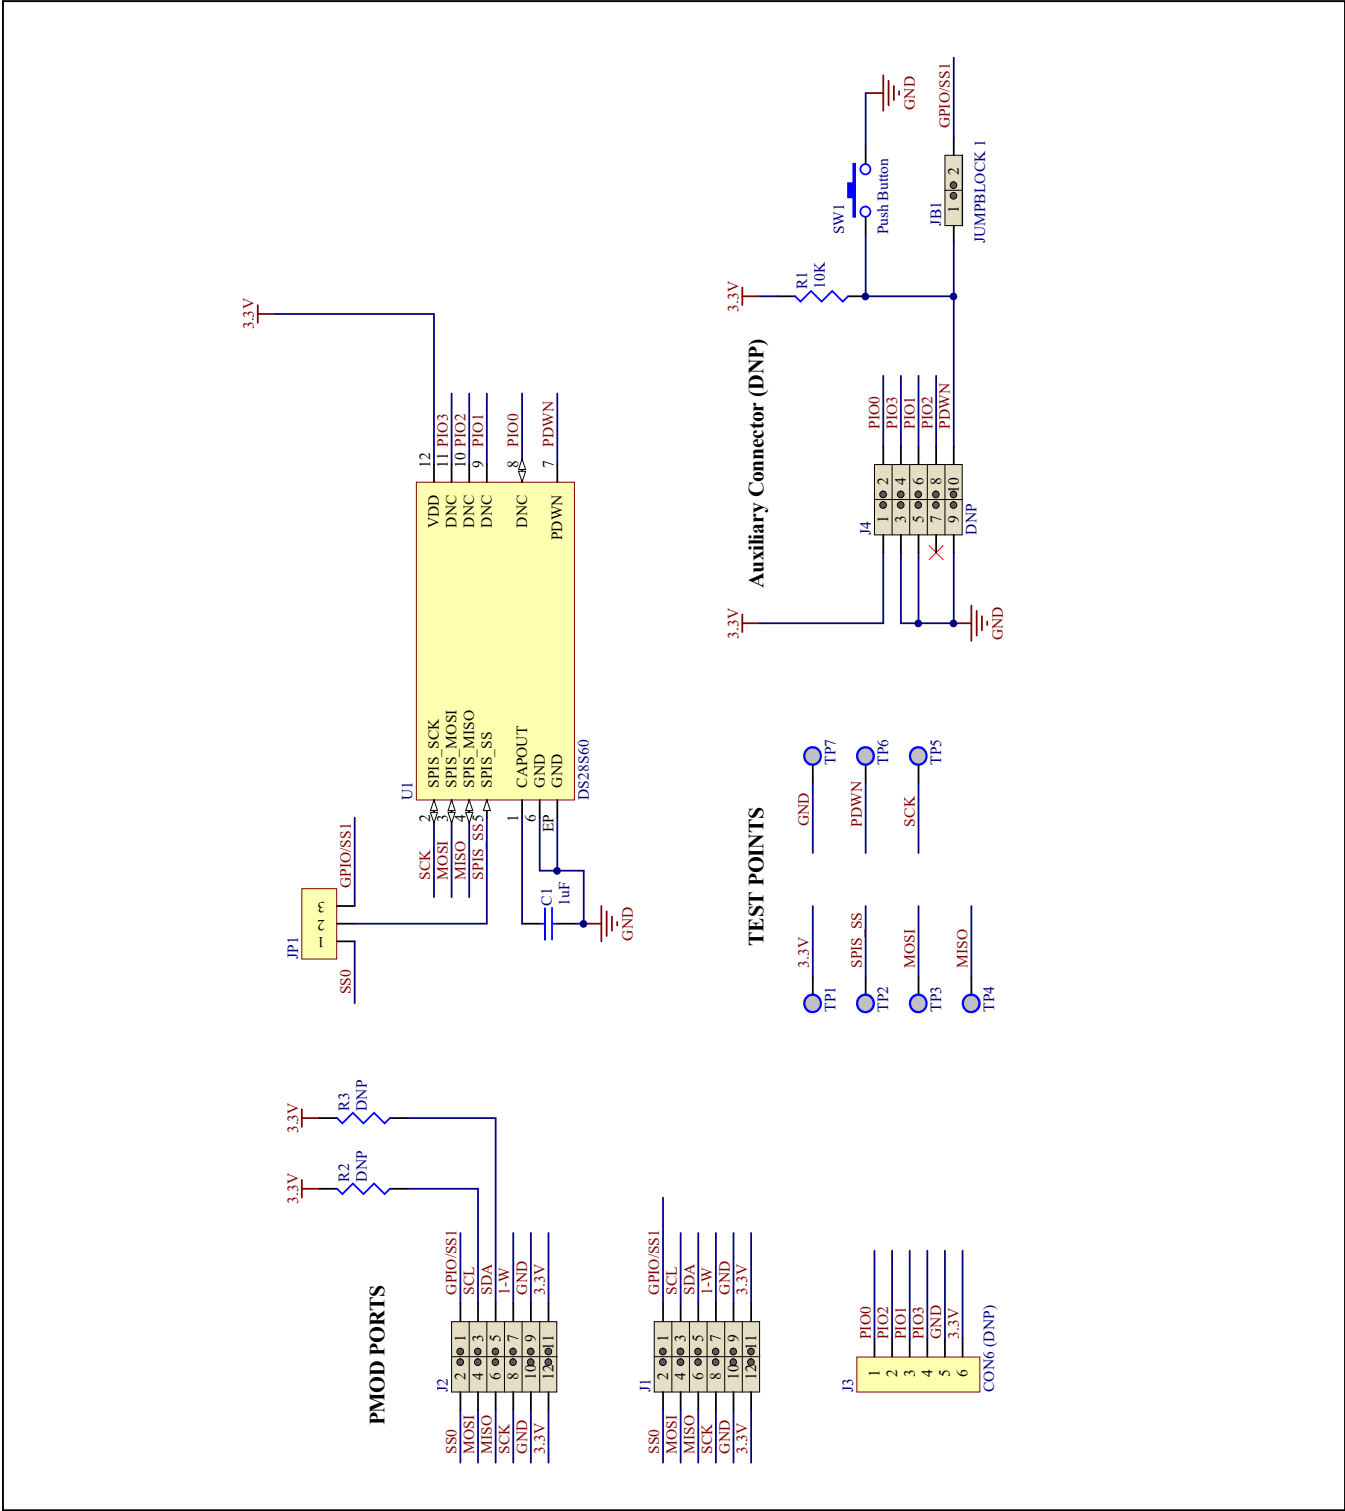 PMOD PORTS
3.3V
R2
DNP
3.3V
R3
DNP
J2
SS0
MOSI
MISO
SCK
GND
3.3V
2 1
4 3
6 5
8 7
10 9
12 11
GPIO/SS1
SCL
SDA
1-W
GND
3.3V
J1
SS0
MOSI
MISO
SCK
GND
3.3V
2 1
4 3
6 5
8 7
10 9
12 11
GPIO/SS1
SCL
SDA
1-W
GND
3.3V
J3
1
2
3
4
5
6
PIO0
PIO2
PIO1
PIO3
GND
3.3V
CON6 (DNP)
JP1
1 2 3
SS0
GPIO/SS1
U1
SCK
MOSI
MISO
SPIS_SS
2
3
4
5
1
6
EP
SPIS_SCK
SPIS_MOSI
SPIS_MISO
SPIS_SS
CAPOUT
GND
GND
VDD
DNC
DNC
DNC
DNC
PDWN
12
11 PIO3
10 PIO2
9 PIO1
8 PIO0
7 PDWN
3.3V
DS28S60
C1
1uF
GND
TEST POINTS
TP1
3.3V
TP2
SPIS_SS
TP3
MOSI
TP4
MISO
GND
TP7
PDWN
TP6
SCK
TP5
Auxiliary Connector (DNP)
3.3V
J4
1 2
3 4
5 6
7 8
9 10
DNP
GND
PIO0
PIO3
PIO1
PIO2
PDWN
3.3V
R1
10K
SW1
Push Button
GND
JB1
1 2
JUMPBLOCK 1
GPIO/SS1